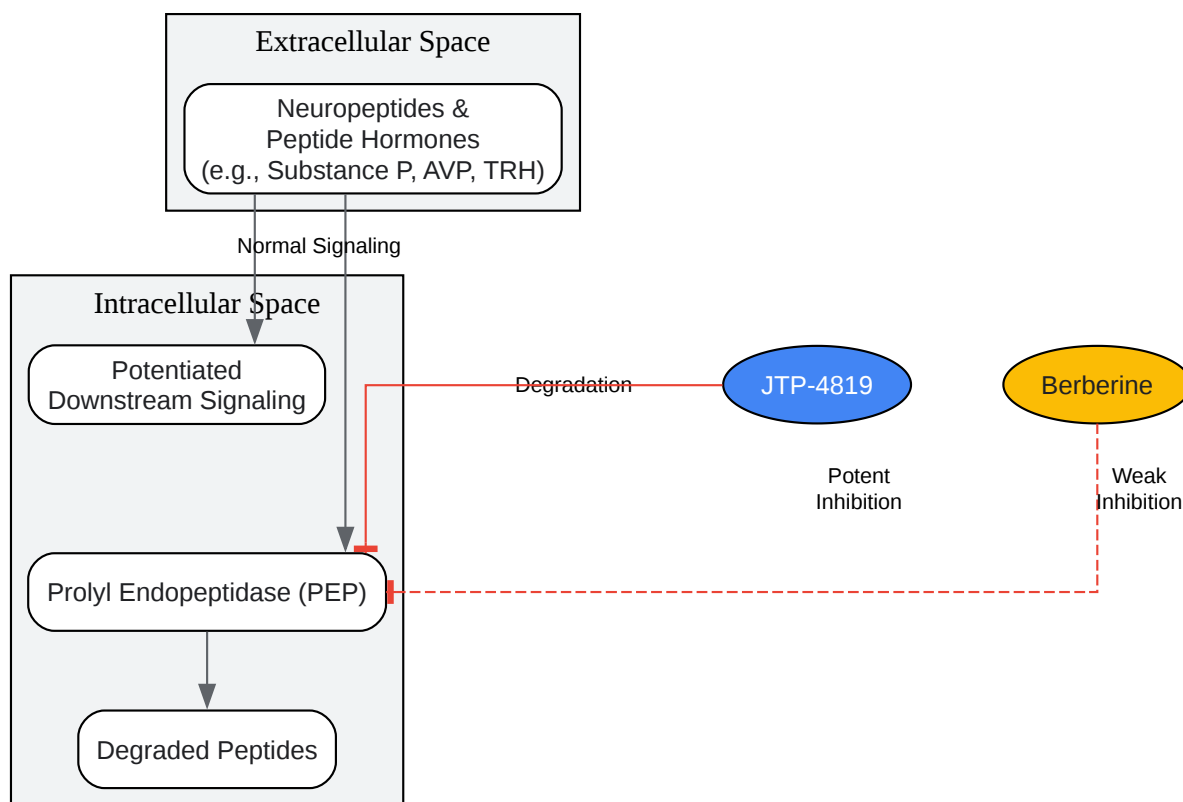 Extracellular Space
Neuropeptides &
Peptide Hormones
(e.g., Substance P, AVP, TRH)
Normal Signaling
Intracellular Space
Potentiated
Downstream Signaling
Degradation
JTP-4819
Berberine
Potent
Inhibition
Weak
Inhibition
Prolyl Endopeptidase (PEP)
Degraded Peptides